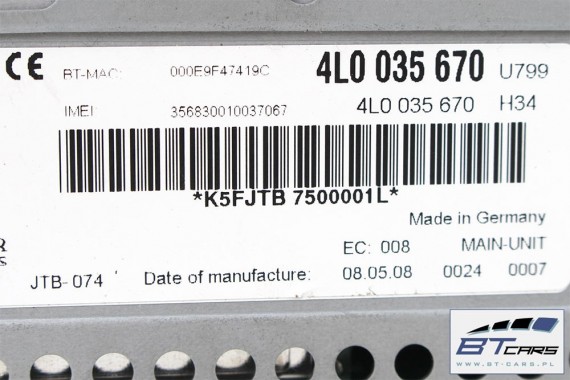 CE BT-MAC: 000E9F47419C 4L0 035 670 U799
IMEI: 356830010037067 4L0 035 670 H34
*K5FJTB 7500001L*
Made in Germany
EC: 008 MAIN-UNIT
JTB-074 Date of manufacture: 08.05.08 0024 0007
BTCARS
WWW.BT-CARS.PL